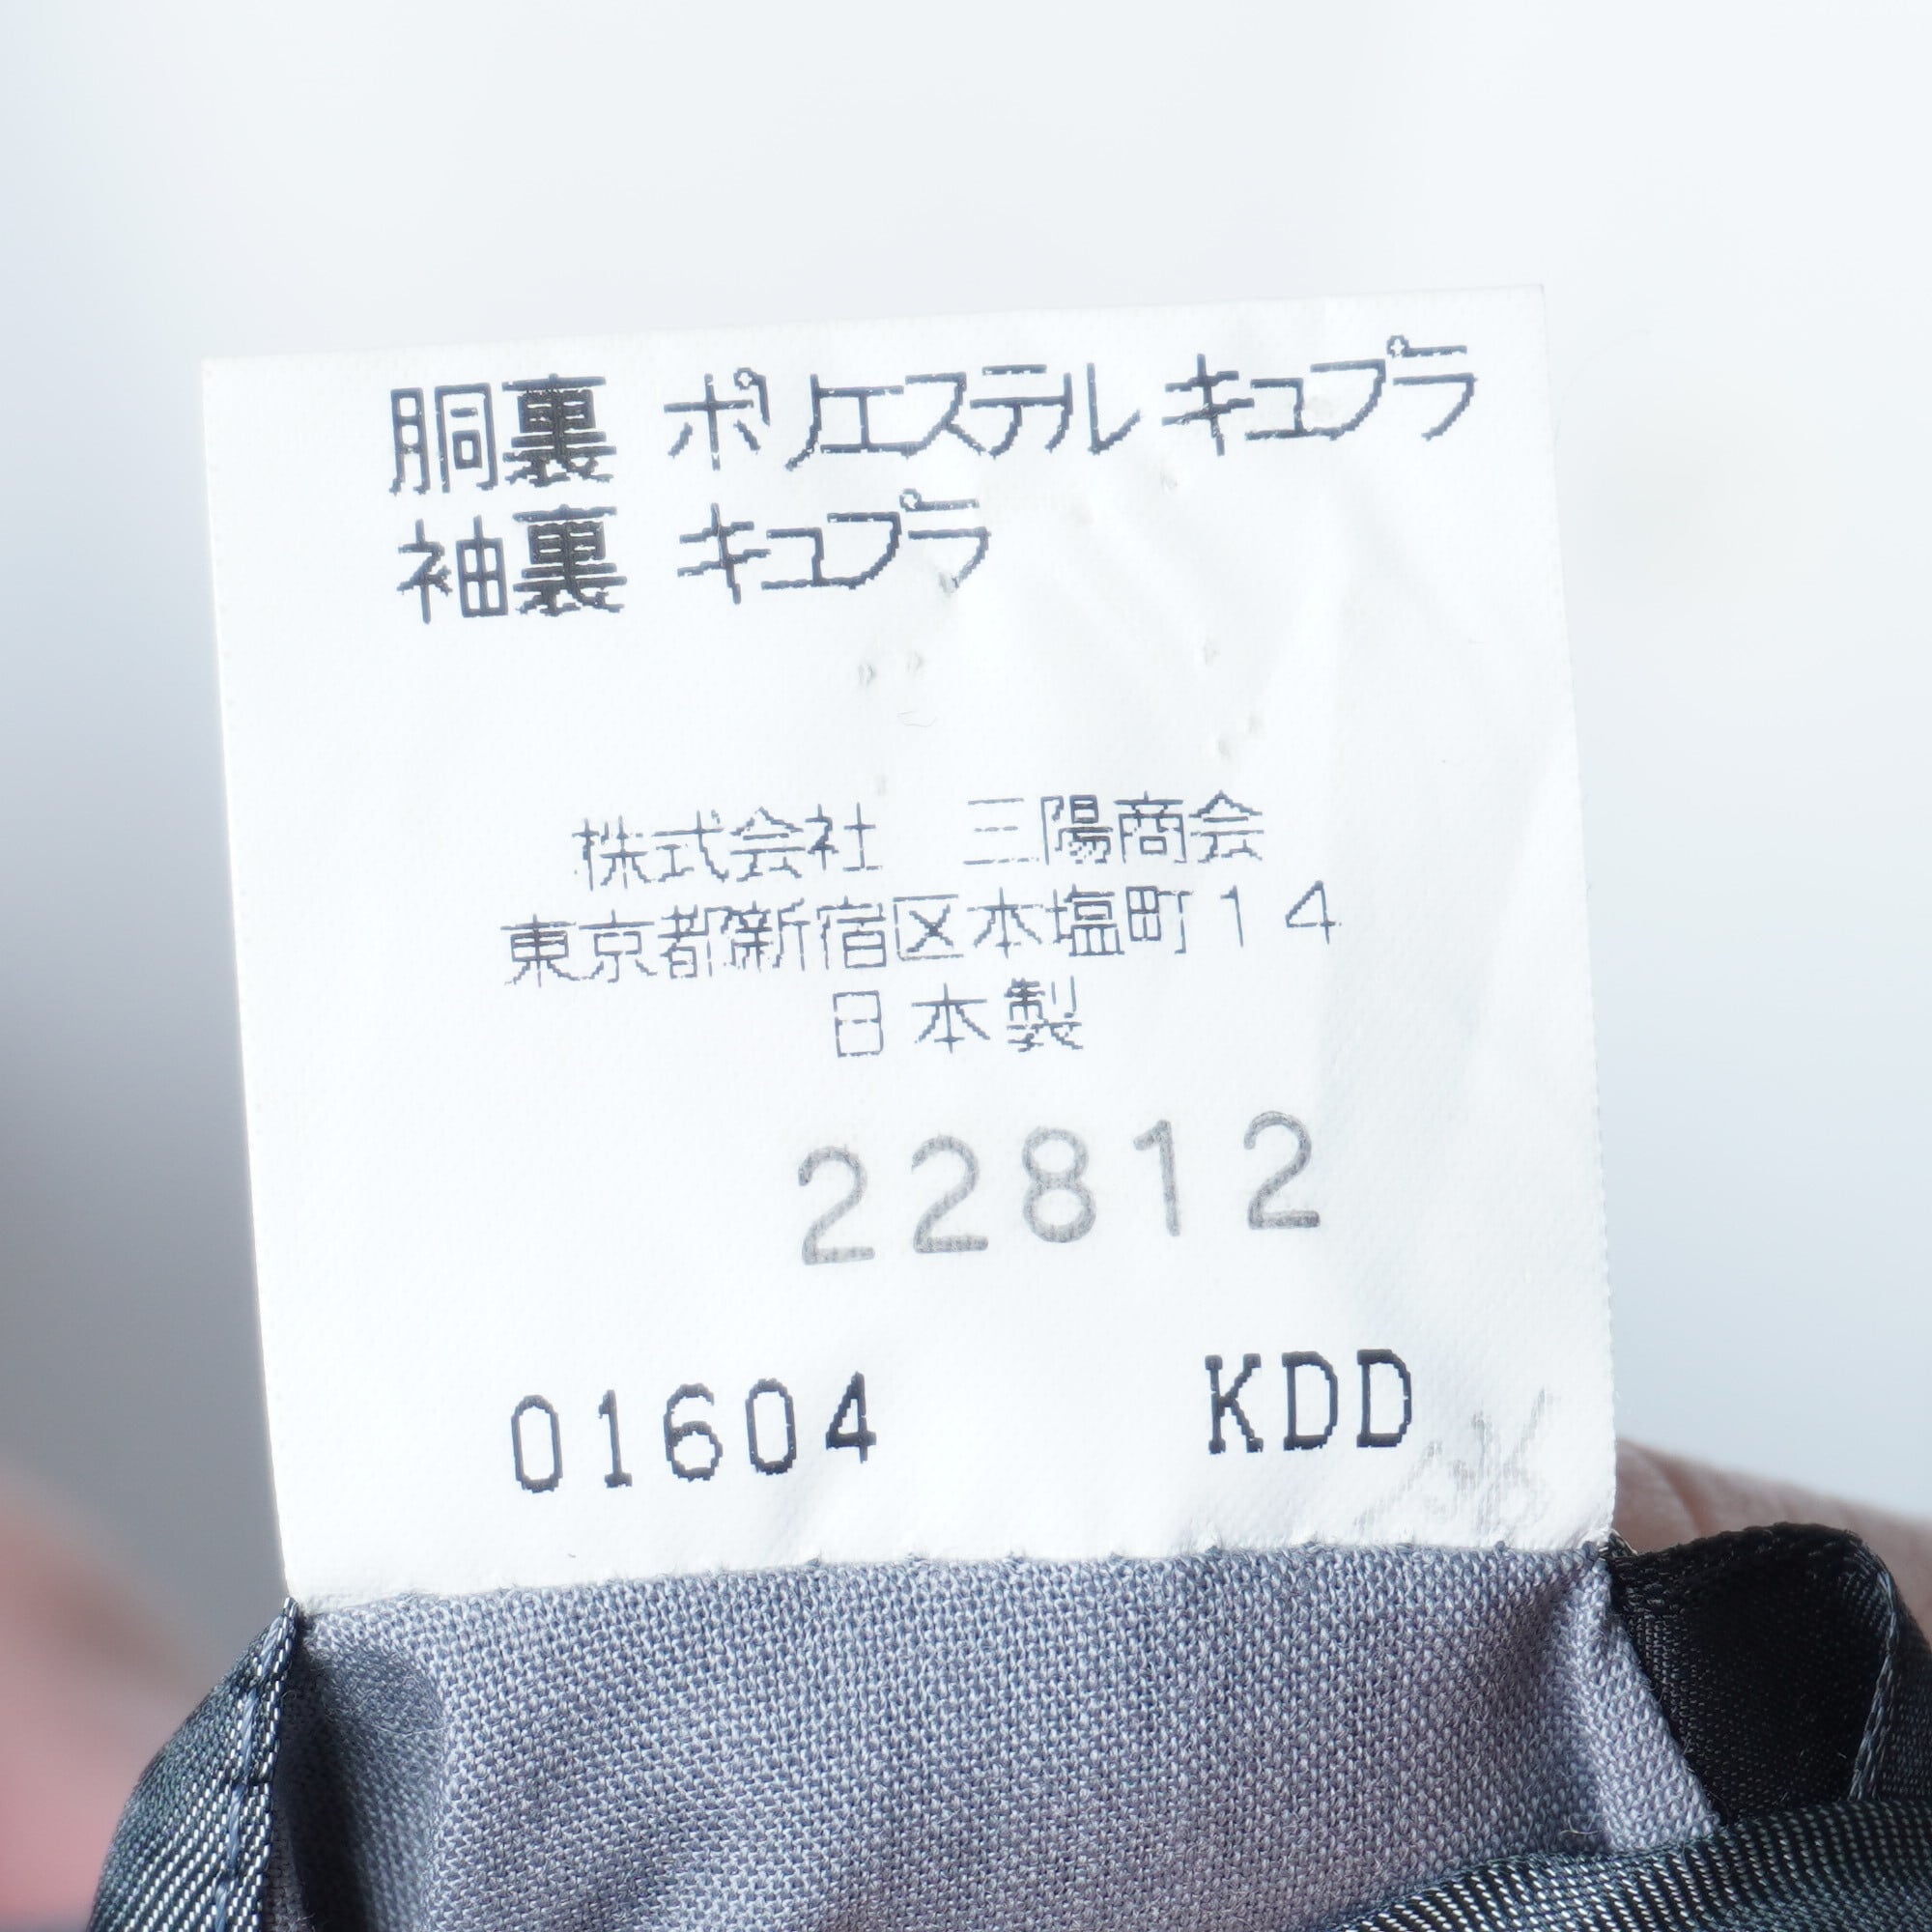 胴裏 ポリエステル キュプラ
袖裏 キュプラ
株式会社　三陽商会
東京都新宿区本塩町１４
日本製
22812
01604 KDD